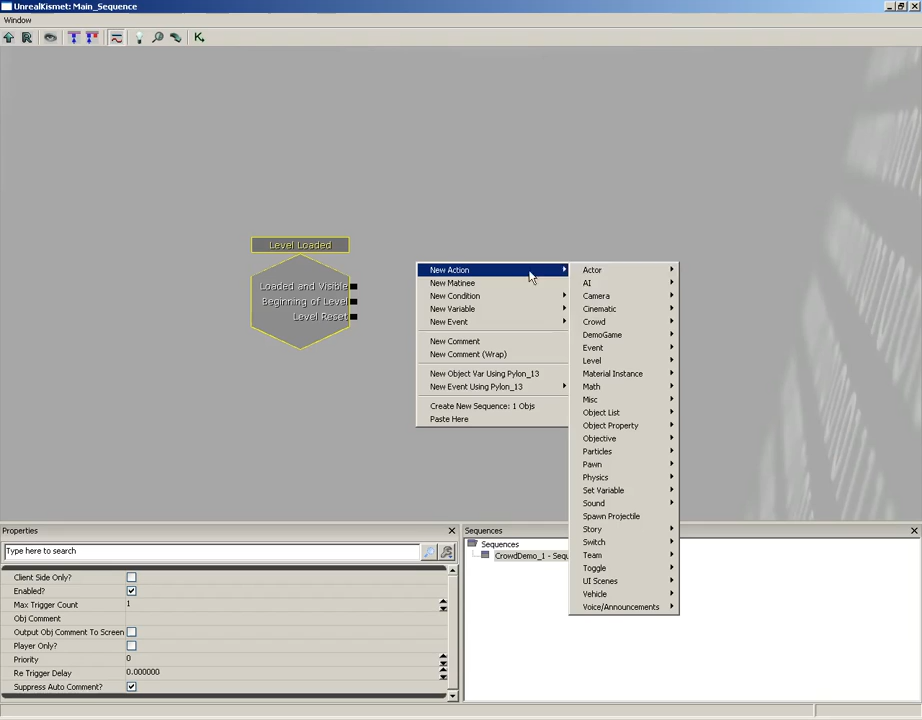 UnrealKismet: Main_Sequence
Window
Level Loaded
Loaded and Visible
Beginning of Level
Level Reset
New Action
New Matinee
New Condition
New Variable
New Event
New Comment
New Comment (Wrap)
New Object Var Using Pylon_13
New Event Using Pylon_13
Create New Sequence: 1 Objs
Paste Here
Actor
AI
Camera
Cinematic
Crowd
DemoGame
Event
Level
Material Instance
Math
Misc
Object List
Object Property
Objective
Particles
Pawn
Physics
Set Variable
Sound
Spawn Projectile
Story
Switch
Team
Toggle
UI Scenes
Vehicle
Voice/Announcements
Properties
Type here to search
Client Side Only?
Enabled?
Max Trigger Count 1
Obj Comment
Output Obj Comment To Screen
Player Only?
Priority 0
Re Trigger Delay 0.000000
Suppress Auto Comment?
Sequences
Sequences
CrowdDemo_1 - Sequ